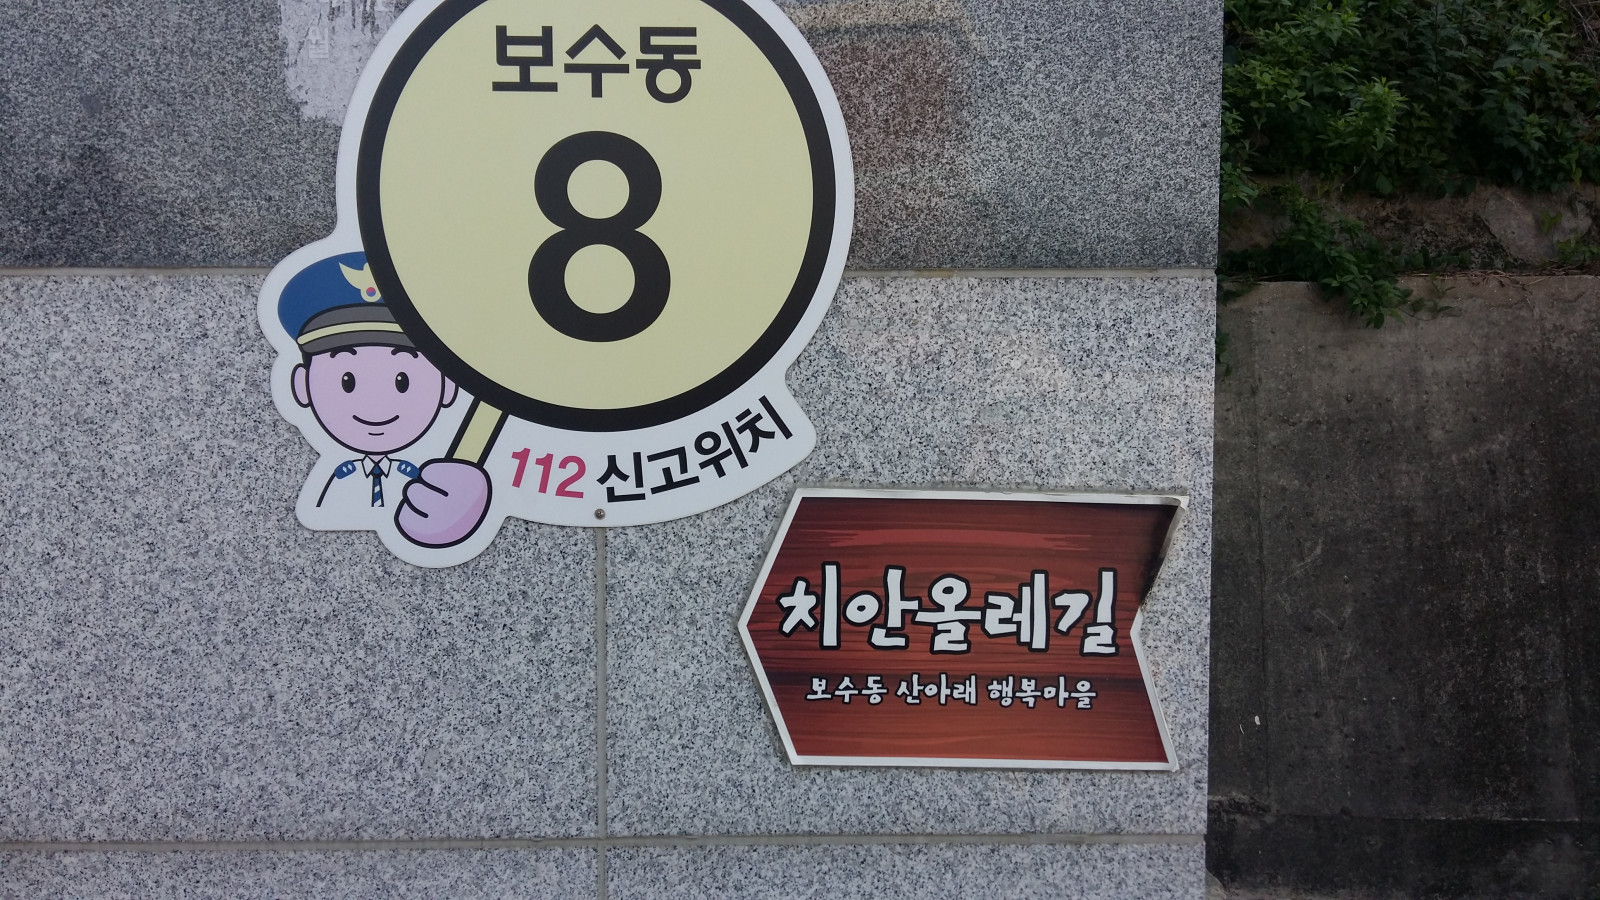 보수동
8
112 신고위치
치안올레길
보수동 산아래 행복마을